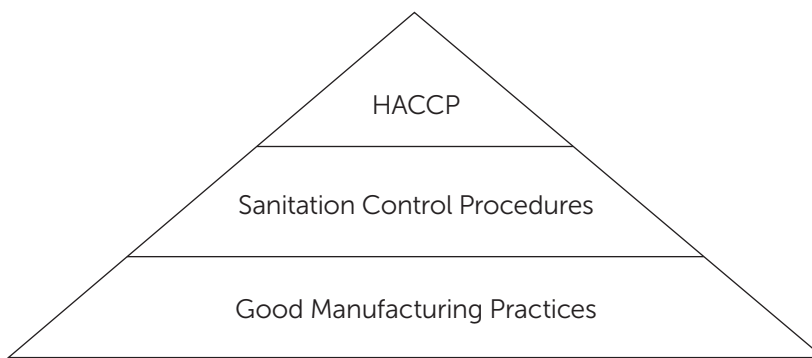 HACCP
Sanitation Control Procedures
Good Manufacturing Practices